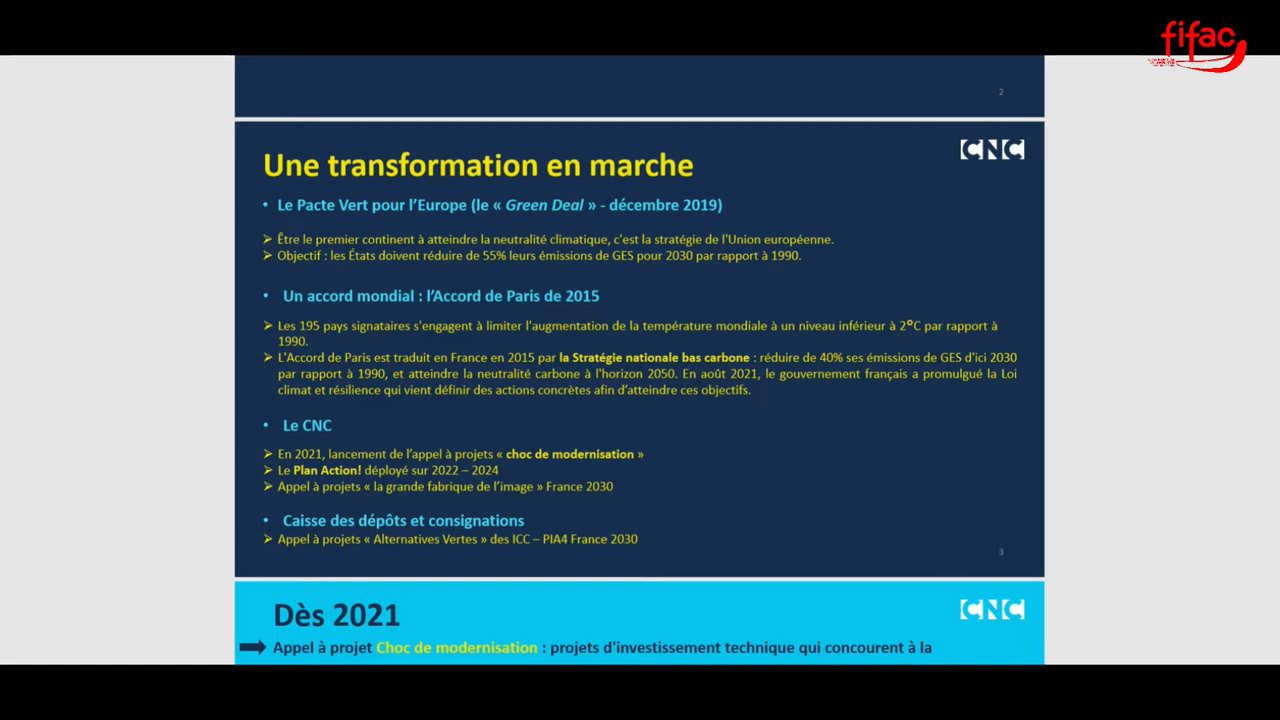 fifac
2
CNC
Une transformation en marche
• Le Pacte Vert pour l'Europe (le « Green Deal » - décembre 2019)
➢ Être le premier continent à atteindre la neutralité climatique, c'est la stratégie de l'Union européenne.
➢ Objectif : les États doivent réduire de 55% leurs émissions de GES pour 2030 par rapport à 1990.
• Un accord mondial : l'Accord de Paris de 2015
➢ Les 195 pays signataires s'engagent à limiter l'augmentation de la température mondiale à un niveau inférieur à 2°C par rapport à
1990.
➢ L'Accord de Paris est traduit en France en 2015 par la Stratégie nationale bas carbone : réduire de 40% ses émissions de GES d'ici 2030
par rapport à 1990, et atteindre la neutralité carbone à l'horizon 2050. En août 2021, le gouvernement français a promulgué la Loi
climat et résilience qui vient définir des actions concrètes afin d'atteindre ces objectifs.
• Le CNC
➢ En 2021, lancement de l'appel à projets « choc de modernisation »
➢ Le Plan Action! déployé sur 2022 – 2024
➢ Appel à projets « la grande fabrique de l'image » France 2030
• Caisse des dépôts et consignations
➢ Appel à projets « Alternatives Vertes » des ICC – PIA4 France 2030
3
Dès 2021
CNC
Appel à projet Choc de modernisation : projets d'investissement technique qui concourent à la